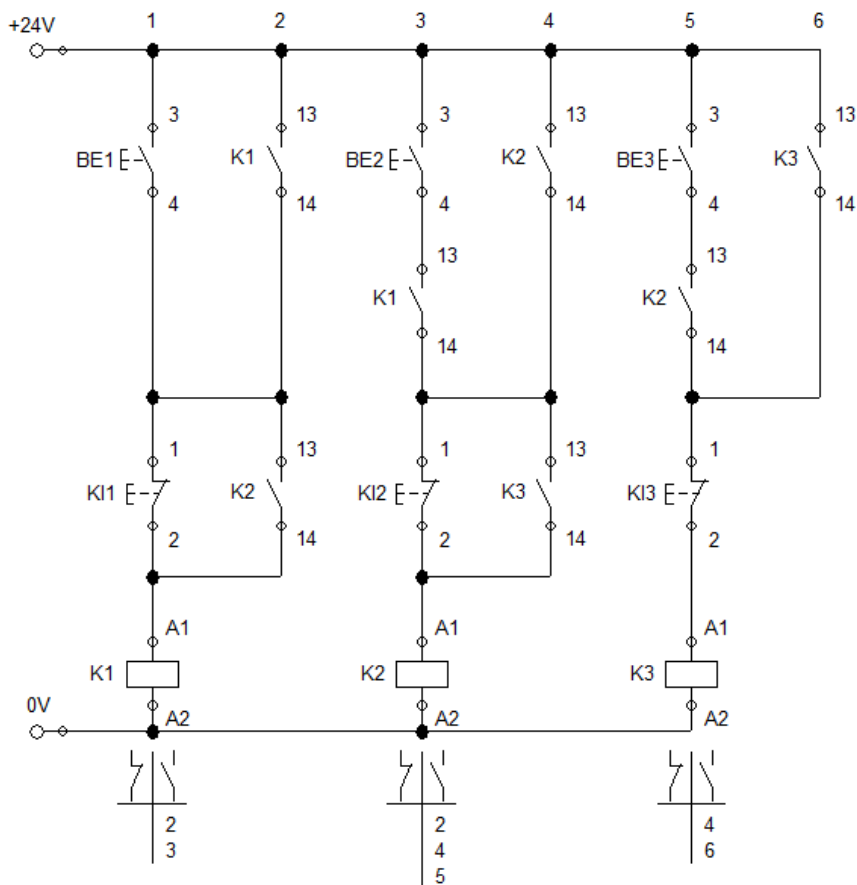 +24V 1 2 3 4 5 6
3 13 3 13 3 13
BE1 K1 BE2 K2 BE3 K3
4 14 4 14 4 14
13 13
K1 K2
14 14
1 13 1 13 1
KI1 K2 KI2 K3 KI3
2 14 2 14 2
A1 A1 A1
K1 K2 K3
0V A2 A2 A2
2 2 4
3 4 6
5